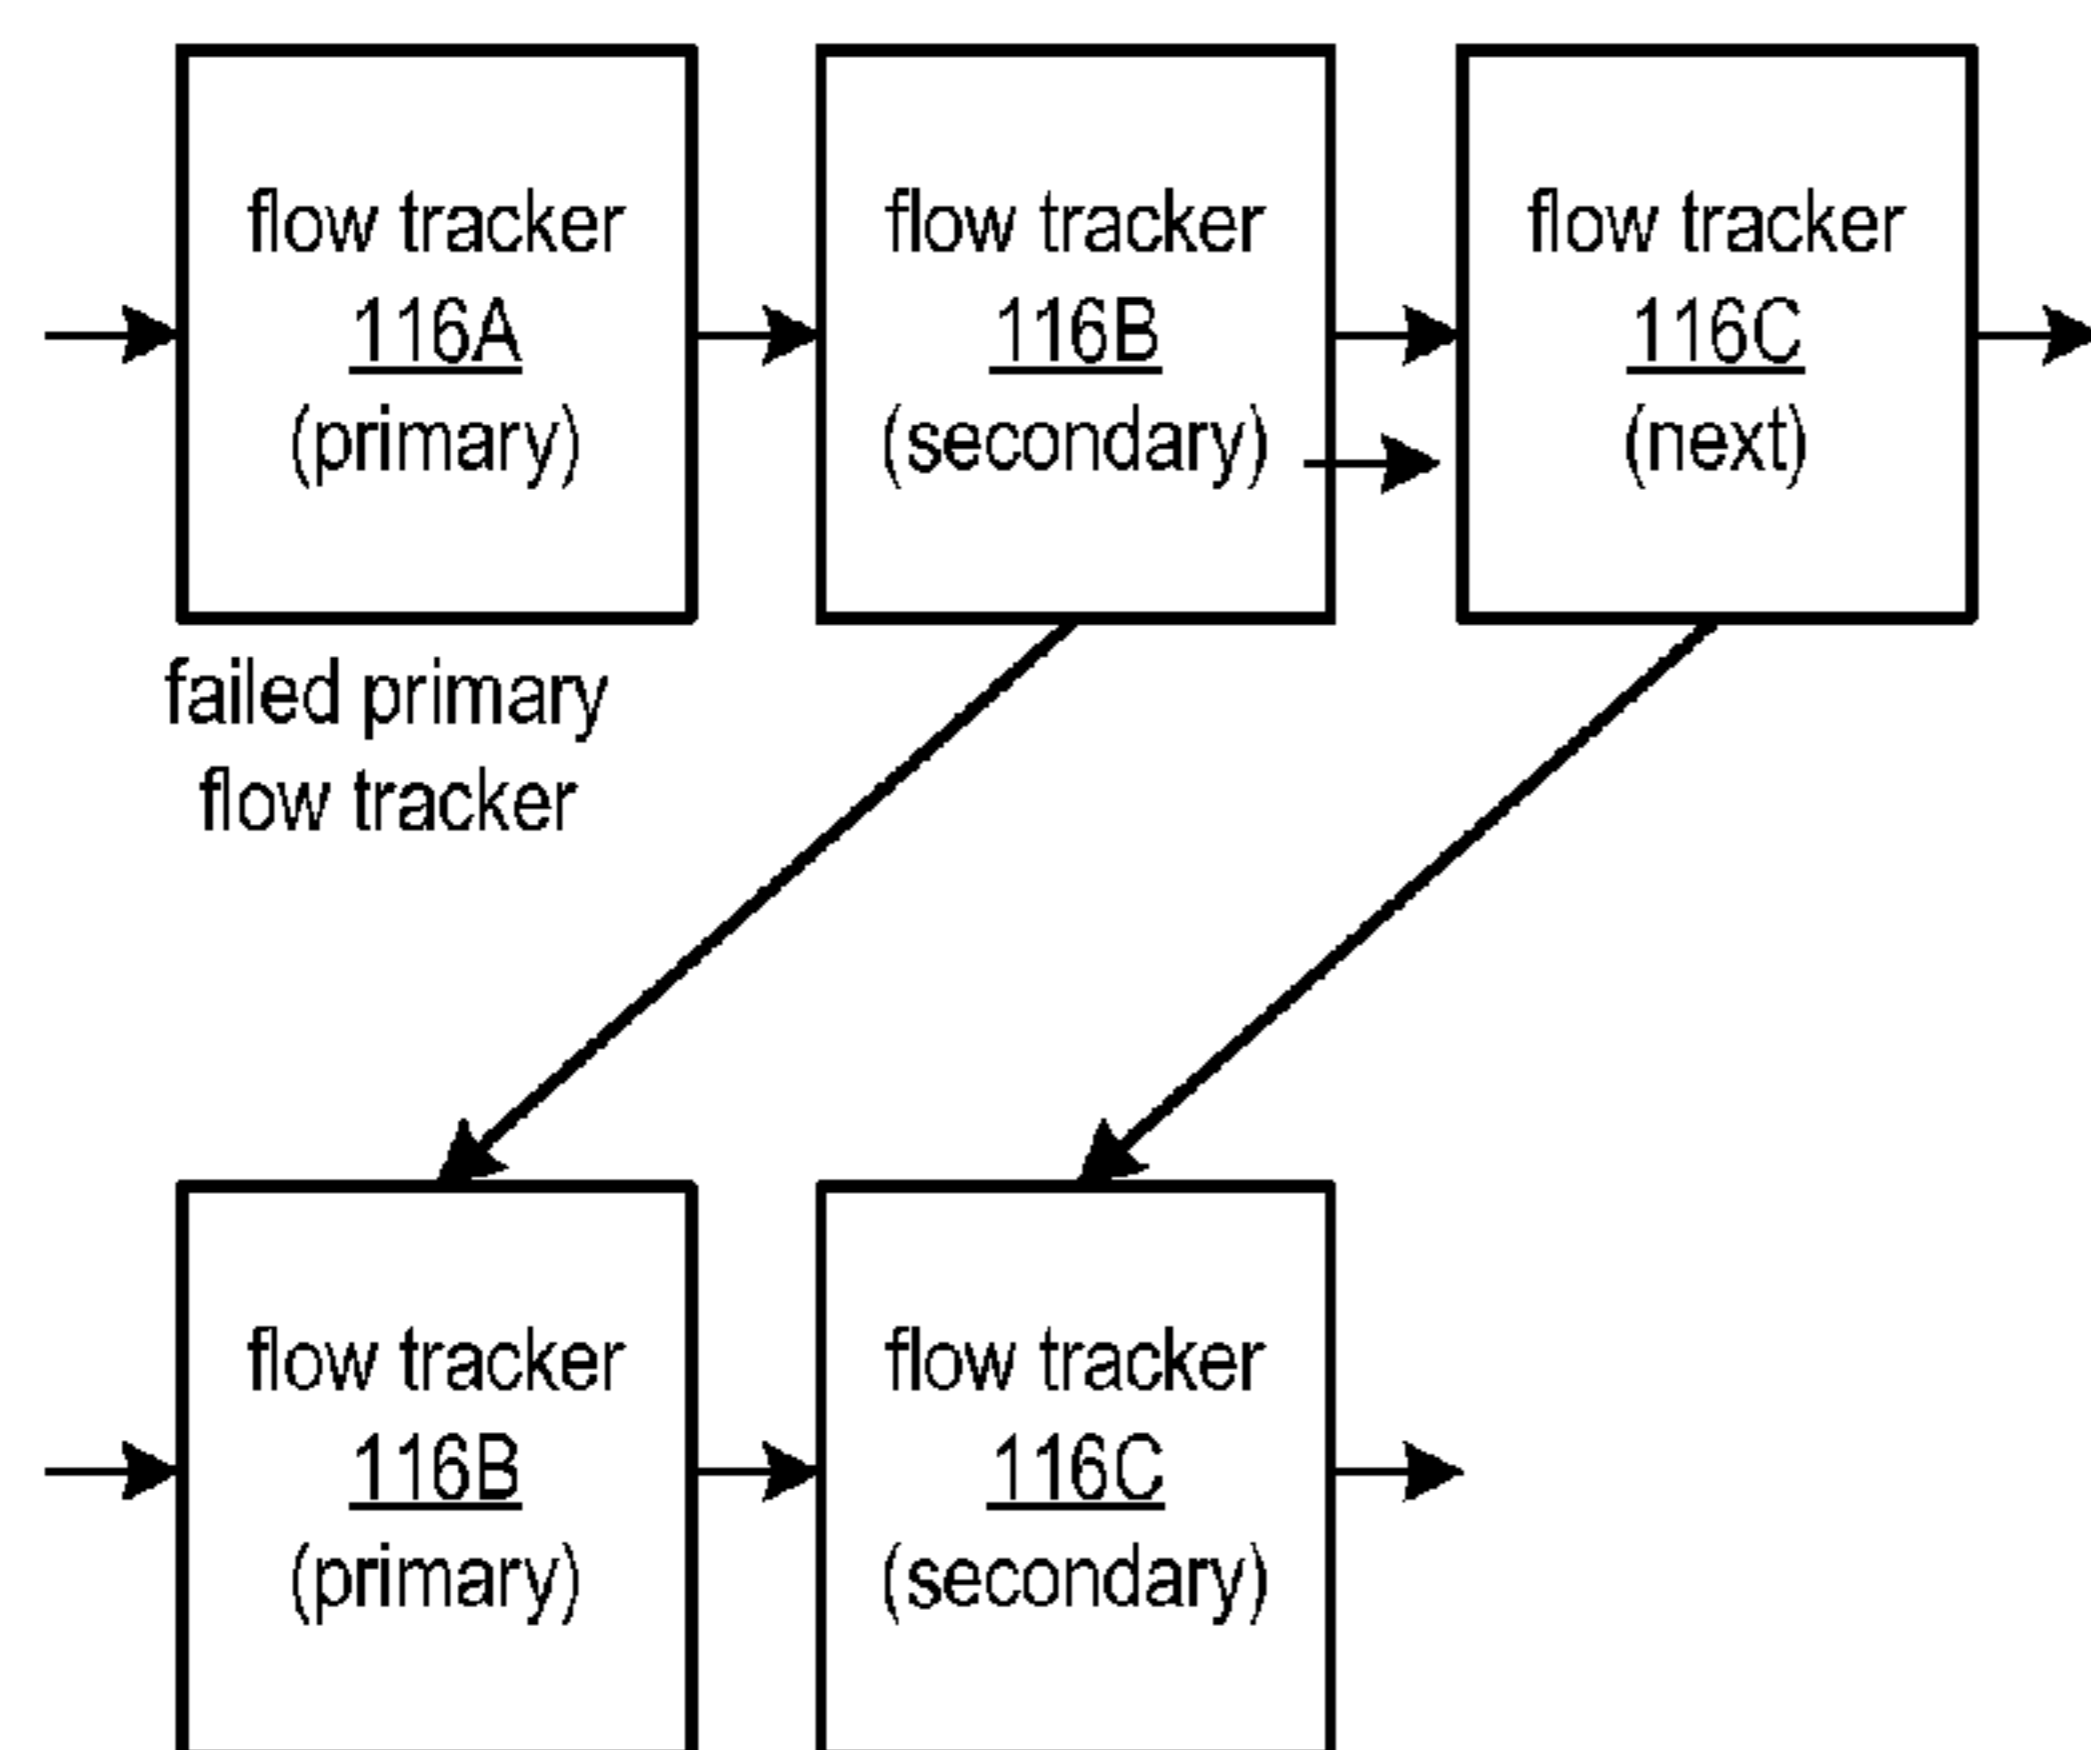 flow tracker
116A
(primary)
flow tracker
116B
(secondary)
flow tracker
116C
(next)
failed primary
flow tracker
flow tracker
116B
(primary)
flow tracker
116C
(secondary)